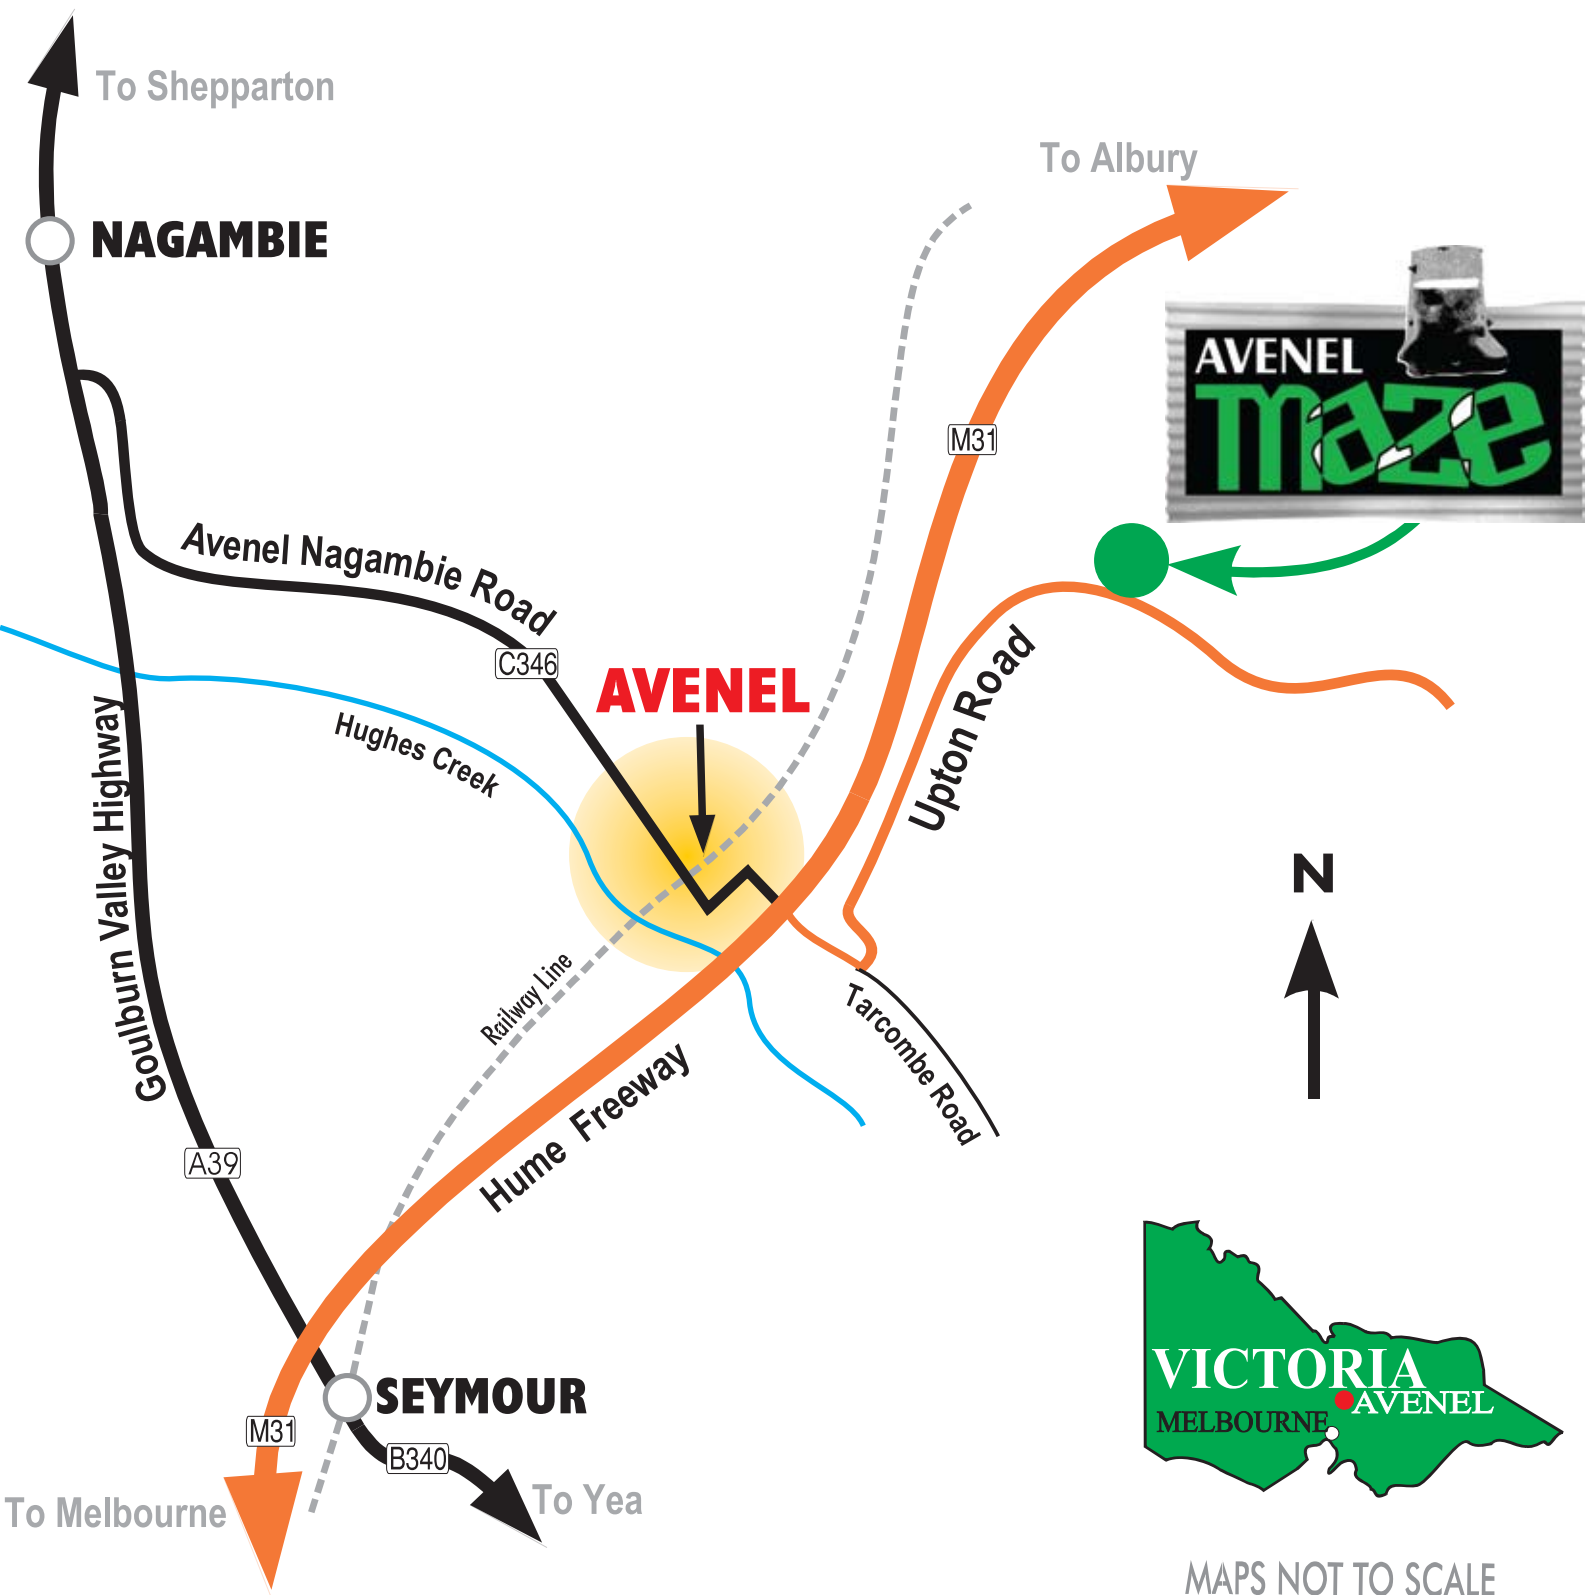 To Shepparton
To Albury
NAGAMBIE
AVENEL
maze
M31
Avenel Nagambie Road
C346
AVENEL
Upton Road
Hughes Creek
Goulburn Valley Highway
N
Railway Line
Tarcombe Road
Hume Freeway
A39
VICTORIA
AVENEL
MELBOURNE
SEYMOUR
M31
B340
To Melbourne
To Yea
MAPS NOT TO SCALE